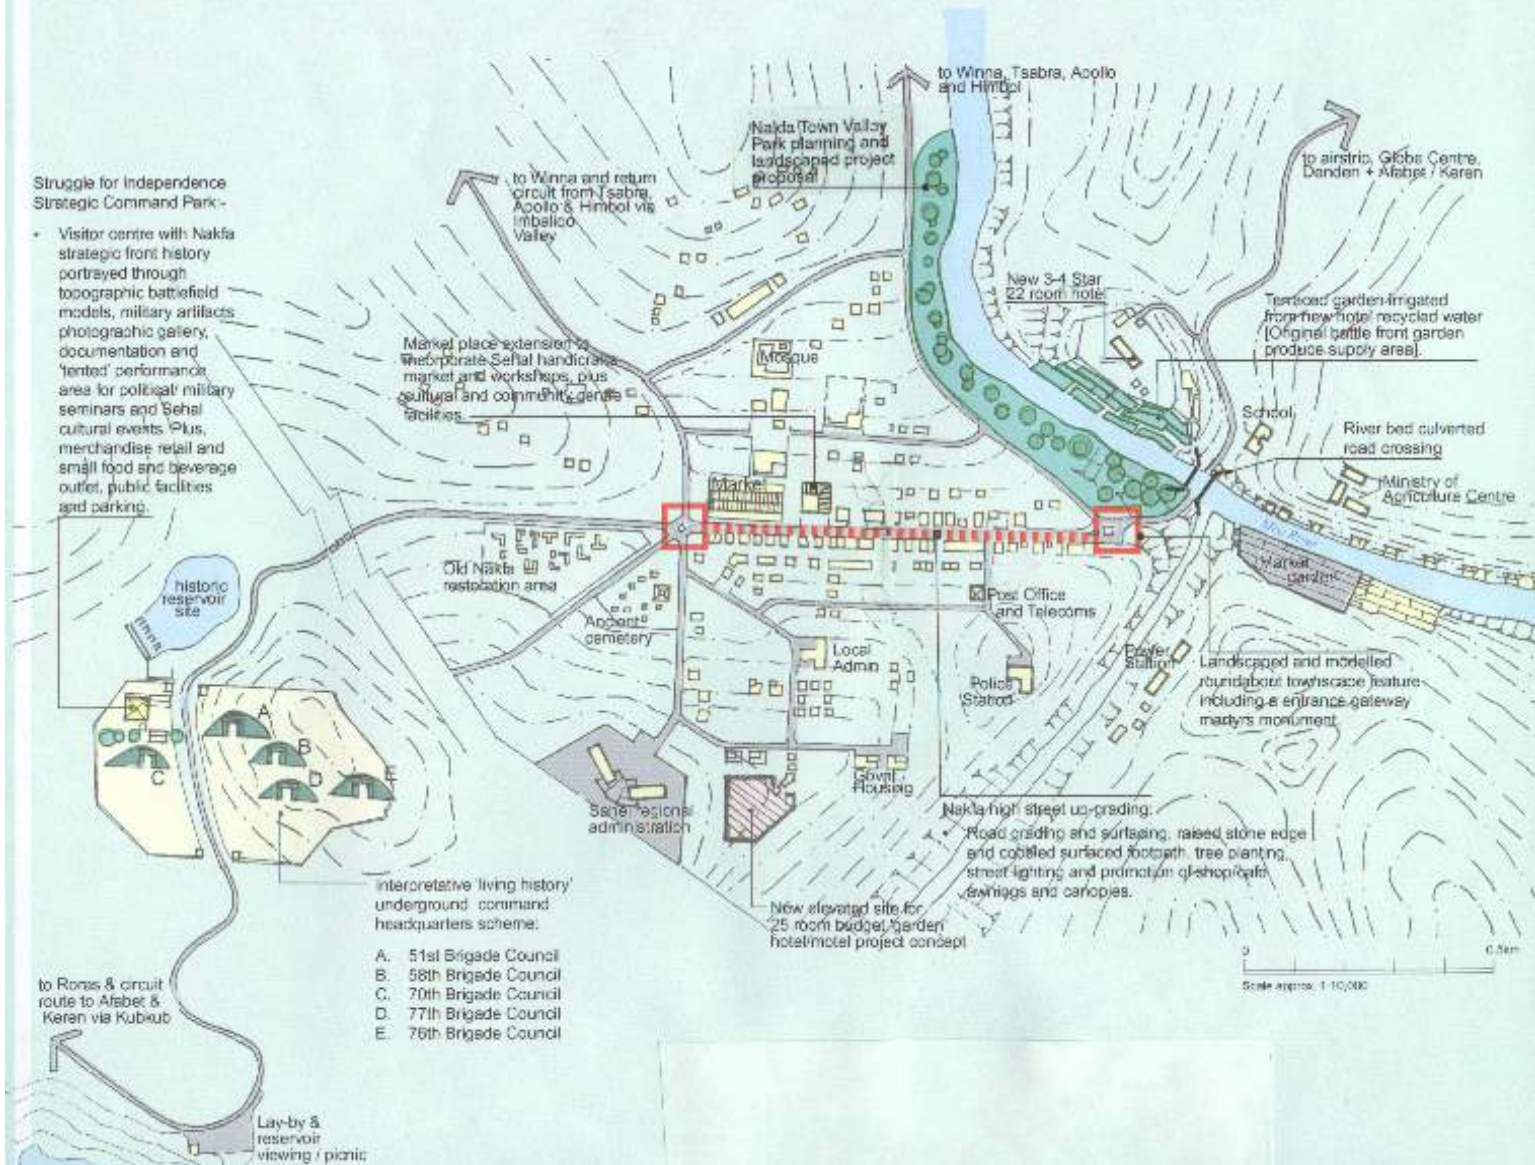 to Winna, Tsabra, Apollo
and Himbol
Nakfa Town Valley
Park planning and
landscaped project
proposal
to airstrip, Globe Centre,
Denden + Afabet / Keren
Struggle for Independence
Strategic Command Park:-
• Visitor centre with Nakfa
strategic front history
portrayed through
topographic battlefield
models, military artifacts
photographic gallery,
documentation and
'tented' performance
area for political/ military
seminars and Sehal
cultural events. Plus,
merchandise retail and
small food and beverage
outlet, public facilities
and parking.
to Winna and return
circuit from Tsabra,
Apollo & Himbol via
Valley
New 3-4 Star
22 room hotel
Terraced garden irrigated
from new hotel recycled water
[Original battle front garden
produce supply area].
Market place extension to
incorporate Sehal handicrafts
market and workshops, plus
cultural and community centre
facilities.
Mosque
School
River bed culverted
road crossing
Ministry of
Agriculture Centre
Market
River
Market
garden
Old Nakfa
restoration area
historic
reservoir
site
Ancient
cemetery
Post Office
and Telecoms
Local
Admin
Power
Station
Police
Station
Landscaped and modelled
roundabout townscape feature
including a entrance gateway
martyrs monument
A
B
C
D
E
regional
administration
Housing
Nakfa high street up-grading:
• Road grading and surfacing, raised stone edge
and cobbled surfaced footpath, tree planting,
street lighting and promotion of shop/café
awnings and canopies.
interpretative 'living history'
underground command
headquarters scheme:
A. 51st Brigade Council
B. 58th Brigade Council
C. 70th Brigade Council
D. 77th Brigade Council
E. 76th Brigade Council
New elevated site for
25 room budget/garden
hotel/motel project concept
0
0.5km
Scale approx. 1-10,000
to Roras & circuit
route to Afabet &
Keren via Kubkub
Lay-by &
reservoir
viewing / picnic